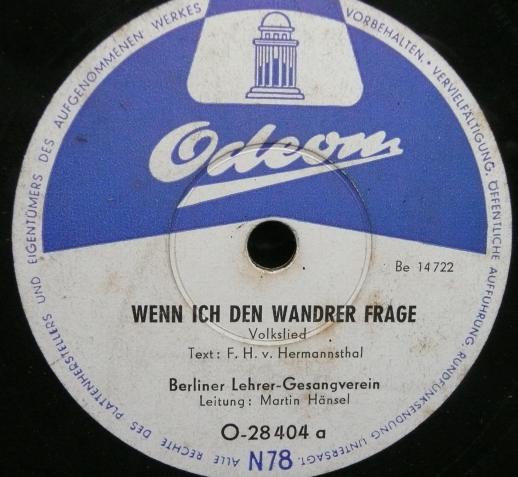 ALLE RECHTE DES PLATTENHERSTELLERS UND EIGENTÜMERS DES AUFGENOMMENEN WERKES VORBEHALTEN. VERVIELFÄLTIGUNG, ÖFFENTLICHE AUFFÜHRUNG, RUNDFUNKSENDUNG UNTERSAGT.
Odeon
Be 14722
WENN ICH DEN WANDRER FRAGE
Volkslied
Text: F. H. v. Hermannsthal
Berliner Lehrer-Gesangverein
Leitung: Martin Hänsel
O-28404 a
N78